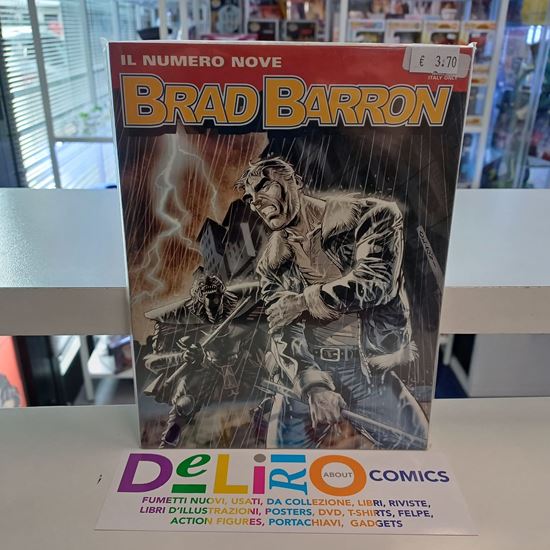 IL NUMERO NOVE
€ 3.70
ITALY ONLY
BRAD BARRON
DeLiRiO ABOUT COMICS
FUMETTI NUOVI, USATI, DA COLLEZIONE, LIBRI, RIVISTE,
LIBRI D'ILLUSTRAZIONI, POSTERS, DVD, T-SHIRTS, FELPE,
ACTION FIGURES, PORTACHIAVI, GADGETS